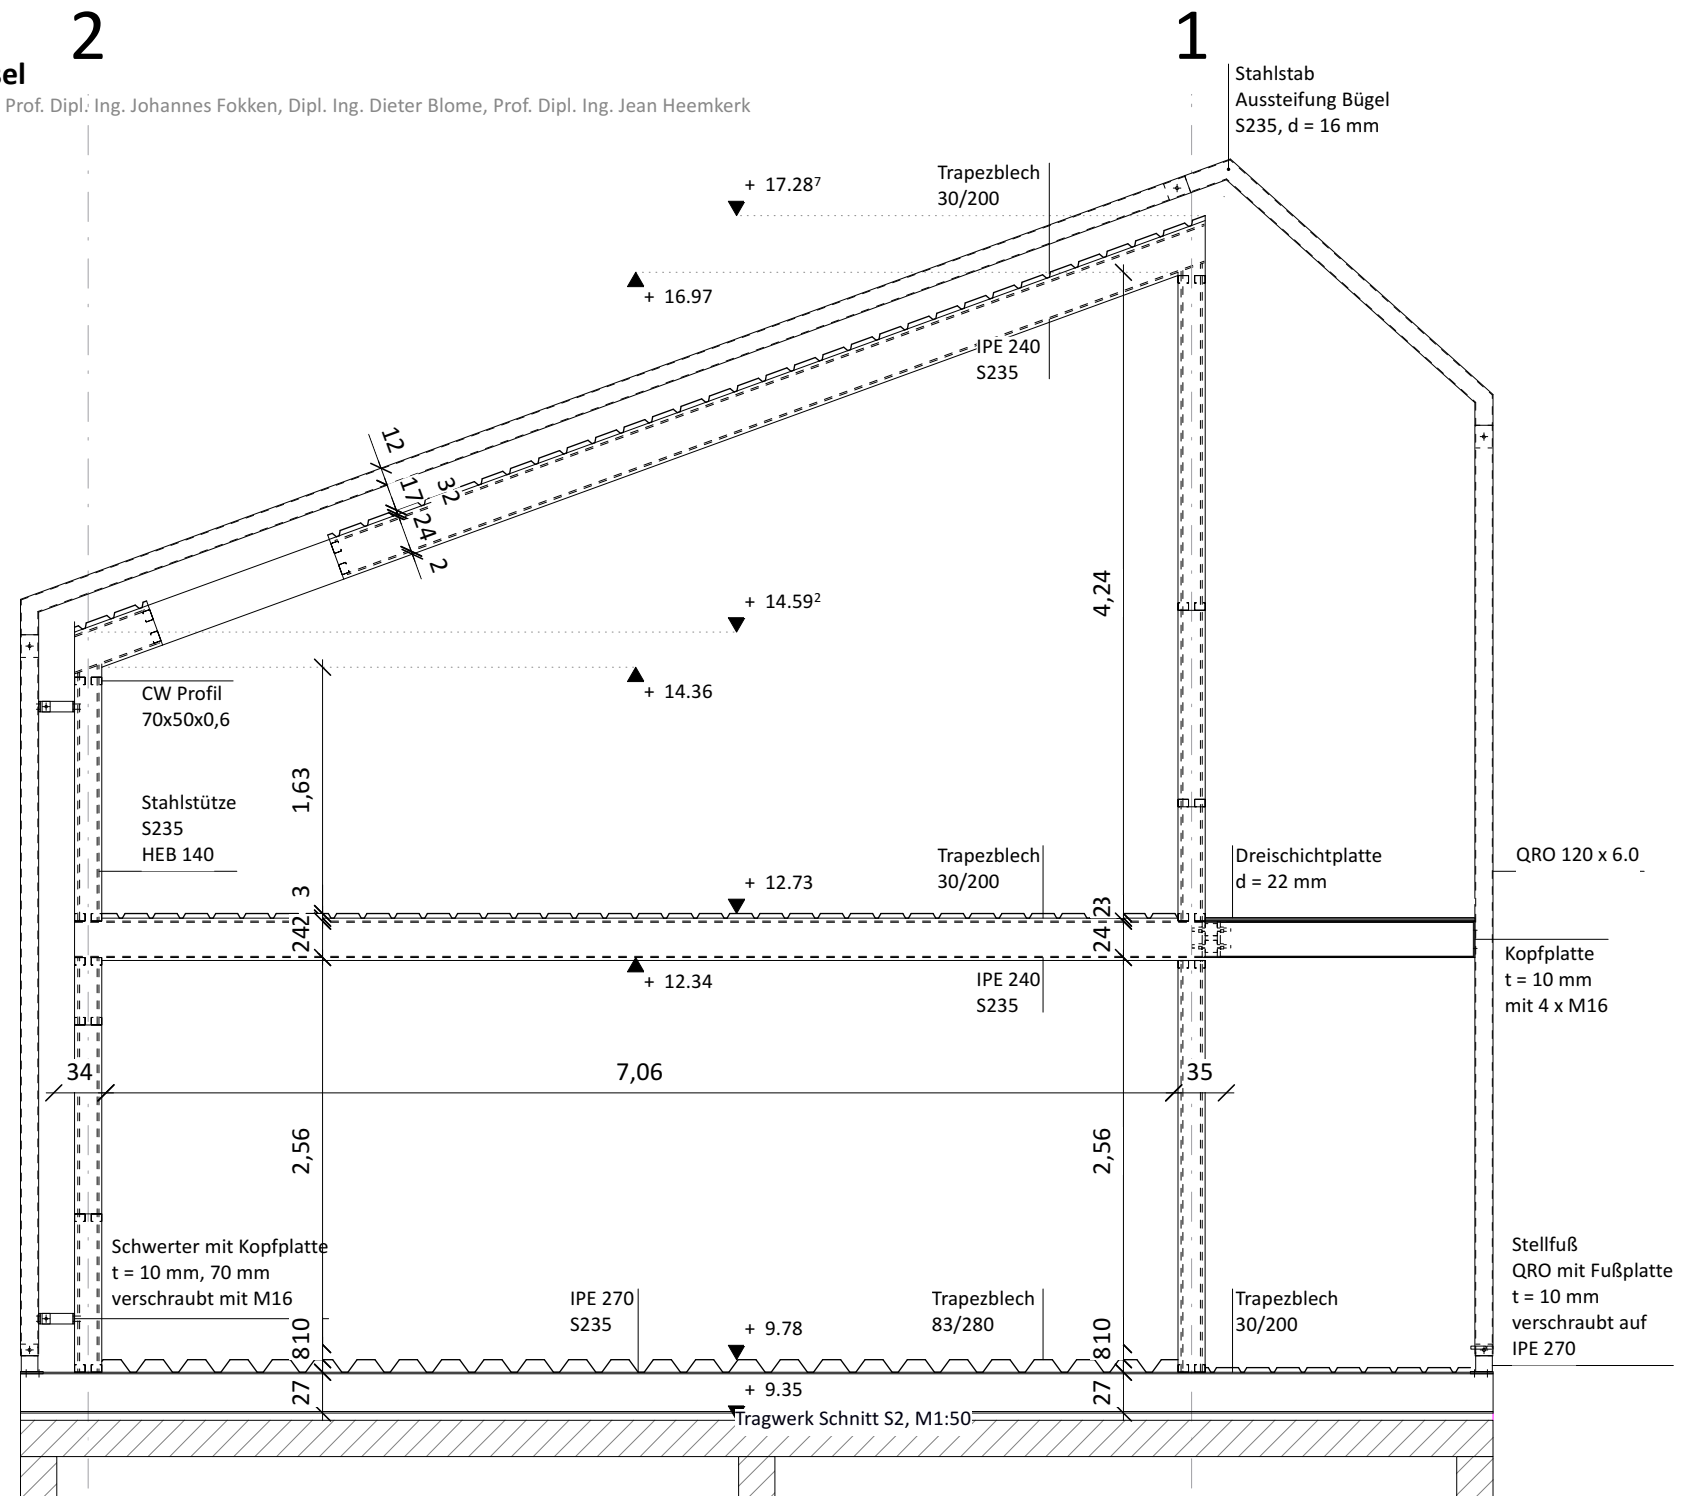 2
1
sel
Prof. Dipl. Ing. Johannes Fokken, Dipl. Ing. Dieter Blome, Prof. Dipl. Ing. Jean Heemkerk
Stahlstab
Aussteifung Bügel
S235, d = 16 mm
+ 17.28⁷
Trapezblech
30/200
+ 16.97
IPE 240
S235
12
17
32
24
2
4,24
+ 14.59²
+ 14.36
CW Profil
70x50x0,6
1,63
Stahlstütze
S235
HEB 140
Trapezblech
30/200
Dreischichtplatte
d = 22 mm
QRO 120 x 6.0
+ 12.73
3
242
2423
+ 12.34
IPE 240
S235
Kopfplatte
t = 10 mm
mit 4 x M16
34
7,06
35
2,56
2,56
Schwerter mit Kopfplatte
t = 10 mm, 70 mm
verschraubt mit M16
Stellfuß
QRO mit Fußplatte
t = 10 mm
verschraubt auf
IPE 270
IPE 270
S235
Trapezblech
83/280
Trapezblech
30/200
+ 9.78
810
810
27
+ 9.35
27
Tragwerk Schnitt S2, M1:50